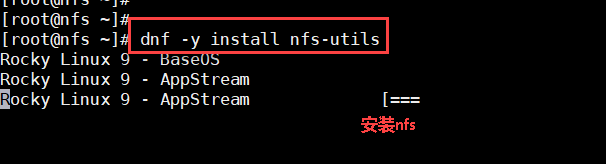 [root@nfs ~]#
[root@nfs ~]#
[root@nfs ~]# dnf -y install nfs-utils
Rocky Linux 9 - BaseOS
Rocky Linux 9 - AppStream
Rocky Linux 9 - AppStream [===
安装nfs